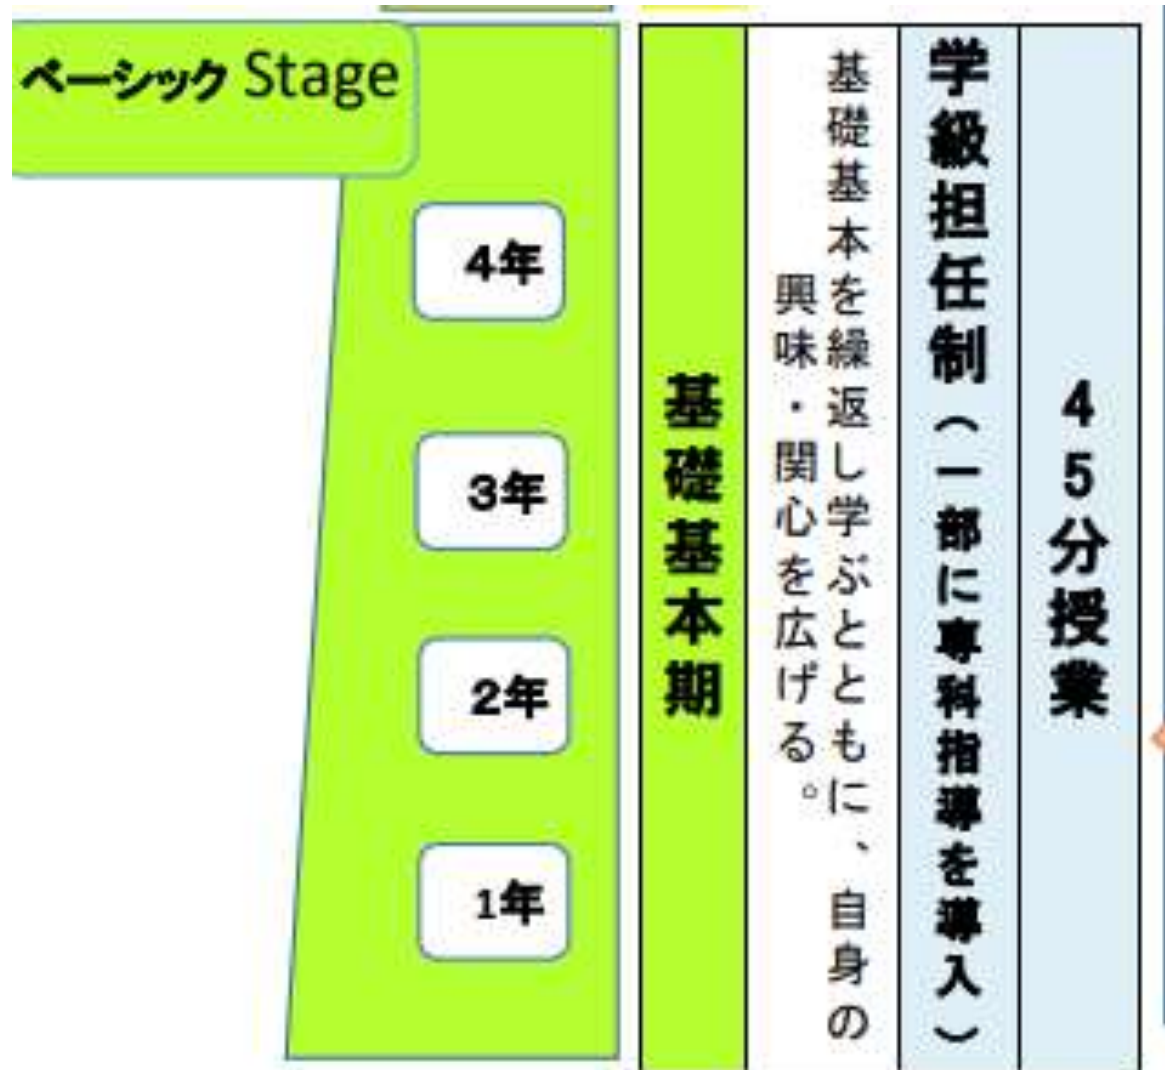 ベーシック Stage
4年
3年
2年
1年
基礎基本期
基礎基本を繰返し学ぶとともに、自身の
興味・関心を広げる。
学級担任制（一部に専科指導を導入）
45分授業